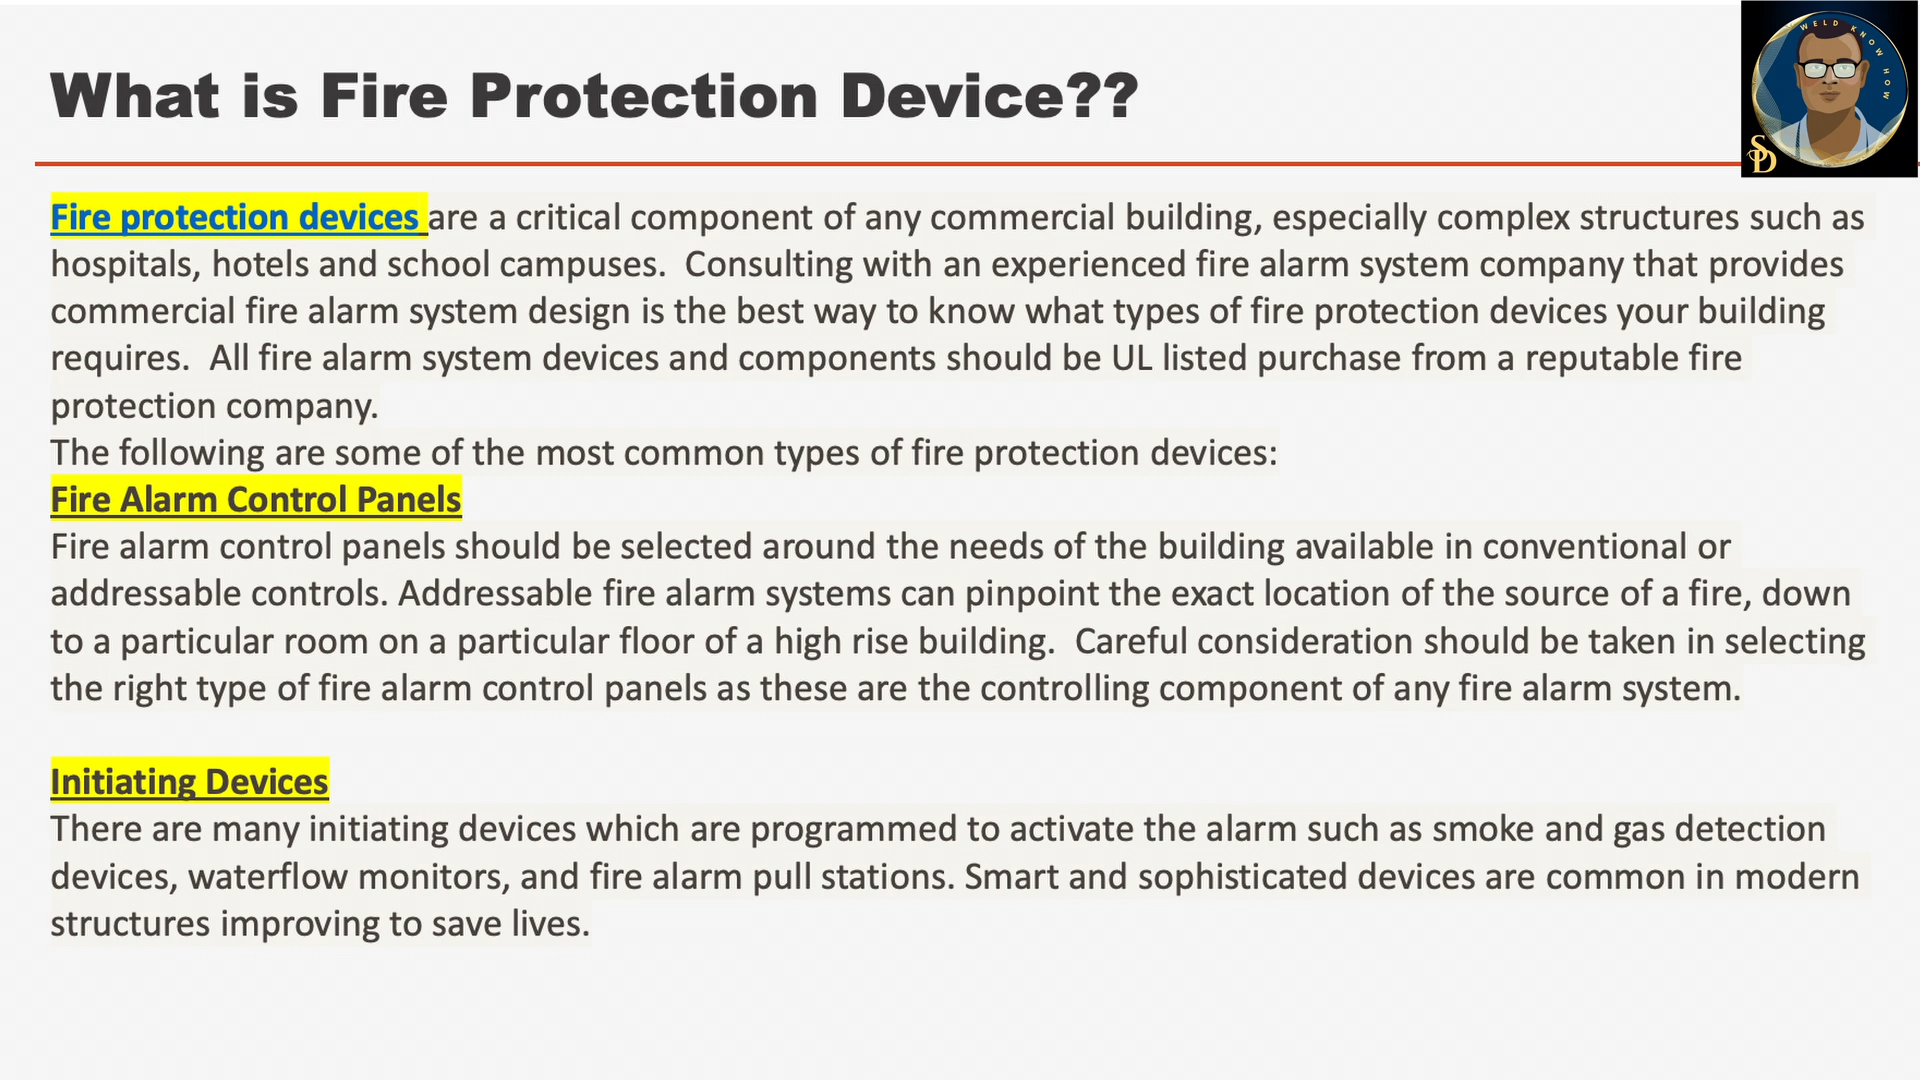 What is Fire Protection Device??
WELD KNOW HOW
SD
Fire protection devices are a critical component of any commercial building, especially complex structures such as
hospitals, hotels and school campuses.  Consulting with an experienced fire alarm system company that provides
commercial fire alarm system design is the best way to know what types of fire protection devices your building
requires.  All fire alarm system devices and components should be UL listed purchase from a reputable fire
protection company.
The following are some of the most common types of fire protection devices:
Fire Alarm Control Panels
Fire alarm control panels should be selected around the needs of the building available in conventional or
addressable controls. Addressable fire alarm systems can pinpoint the exact location of the source of a fire, down
to a particular room on a particular floor of a high rise building.  Careful consideration should be taken in selecting
the right type of fire alarm control panels as these are the controlling component of any fire alarm system.
Initiating Devices
There are many initiating devices which are programmed to activate the alarm such as smoke and gas detection
devices, waterflow monitors, and fire alarm pull stations. Smart and sophisticated devices are common in modern
structures improving to save lives.